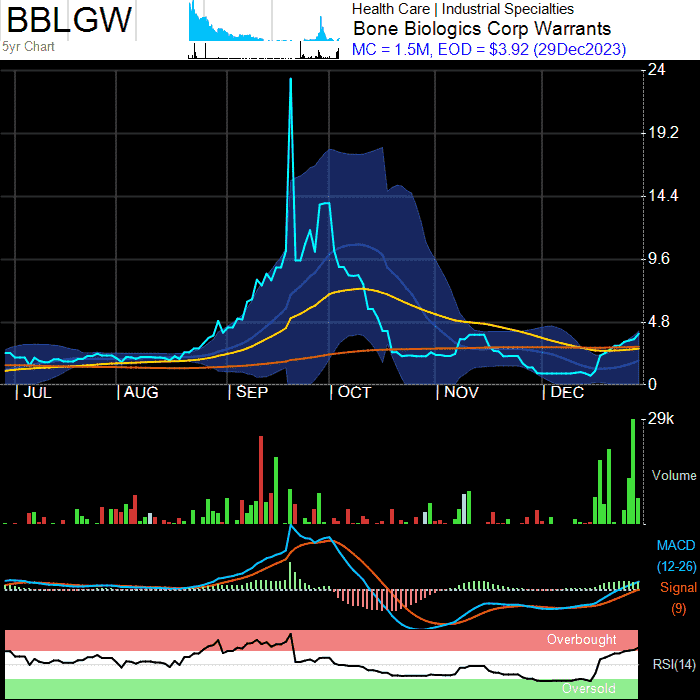 BBLGW
5yr Chart
Health Care | Industrial Specialties
Bone Biologics Corp Warrants
MC = 1.5M, EOD = $3.92 (29Dec2023)
24
19.2
14.4
9.6
4.8
0
JUL AUG SEP OCT NOV DEC
29k
Volume
MACD
(12-26)
Signal
(9)
Overbought
RSI(14)
Oversold